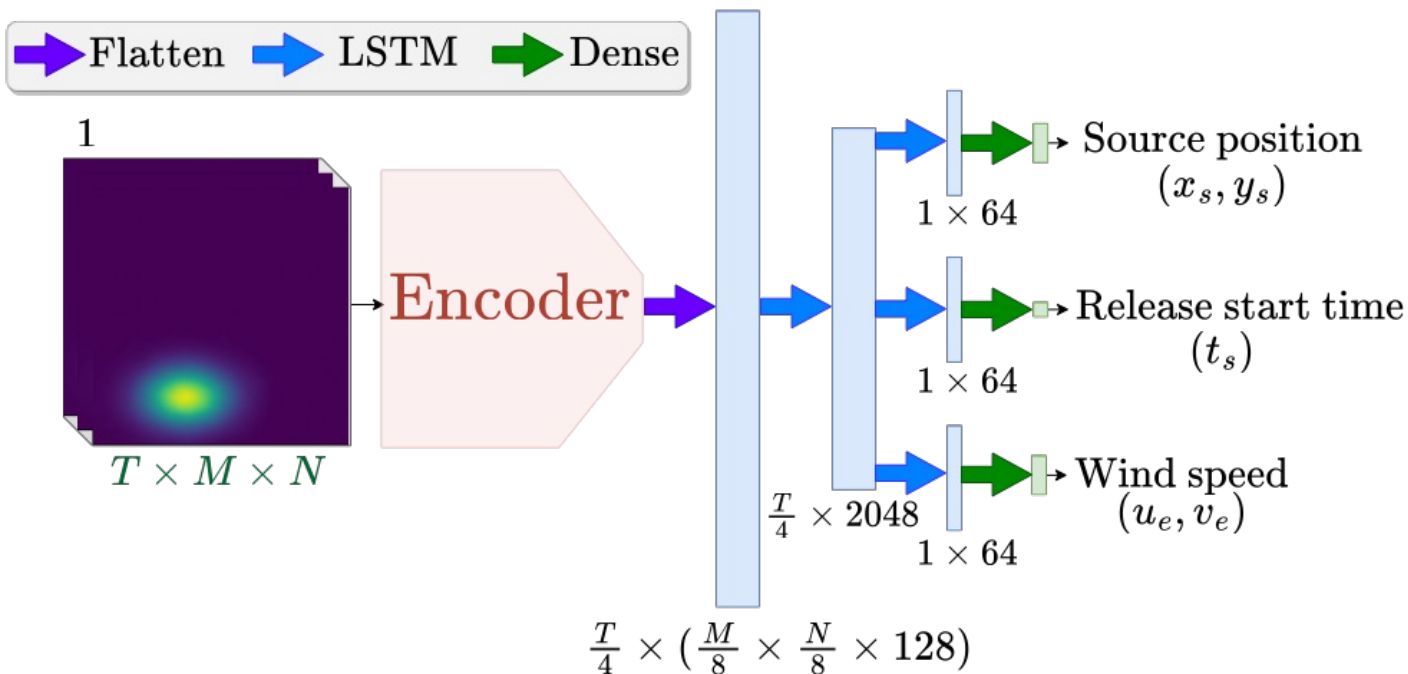 Flatten LSTM Dense
1
Encoder
T × M × N
T/4 × (M/8 × N/8 × 128)
T/4 × 2048
1 × 64
Source position
(x_s, y_s)
1 × 64
Release start time
(t_s)
1 × 64
Wind speed
(u_e, v_e)